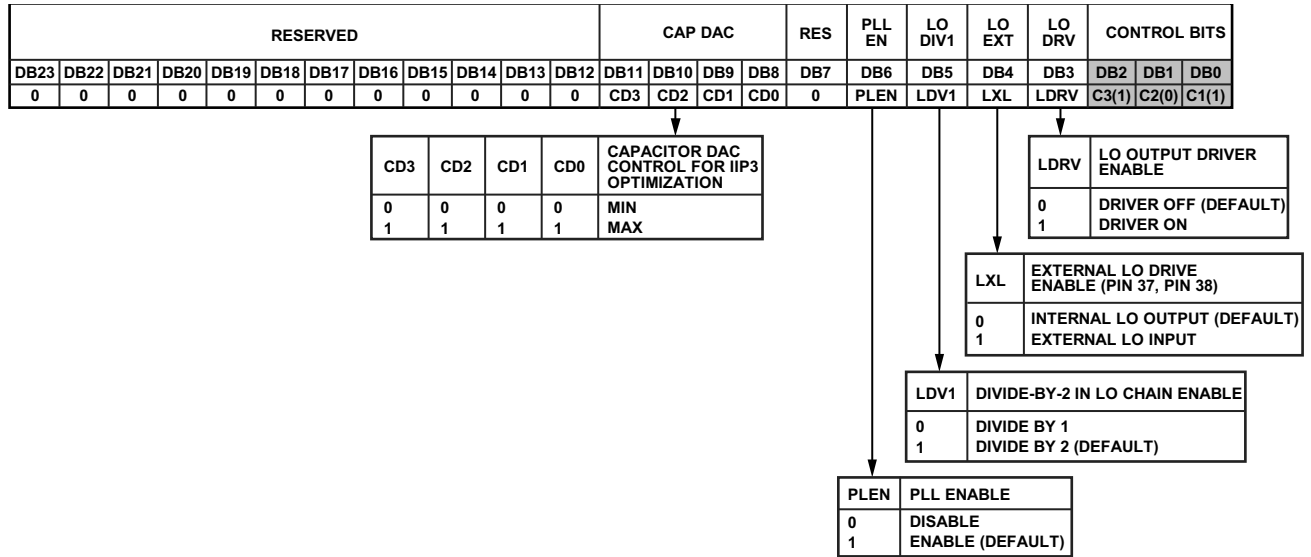 RESERVED CAP DAC RES PLL EN LO DIV1 LO EXT LO DRV CONTROL BITS
DB23 DB22 DB21 DB20 DB19 DB18 DB17 DB16 DB15 DB14 DB13 DB12 DB11 DB10 DB9 DB8 DB7 DB6 DB5 DB4 DB3 DB2 DB1 DB0
0 0 0 0 0 0 0 0 0 0 0 0 CD3 CD2 CD1 CD0 0 PLEN LDV1 LXL LDRV C3(1) C2(0) C1(1)
CD3 CD2 CD1 CD0 CAPACITOR DAC
CONTROL FOR IIP3
OPTIMIZATION
0 0 0 0 MIN
1 1 1 1 MAX
LDRV LO OUTPUT DRIVER
ENABLE
0 DRIVER OFF (DEFAULT)
1 DRIVER ON
LXL EXTERNAL LO DRIVE
ENABLE (PIN 37, PIN 38)
0 INTERNAL LO OUTPUT (DEFAULT)
1 EXTERNAL LO INPUT
LDV1 DIVIDE-BY-2 IN LO CHAIN ENABLE
0 DIVIDE BY 1
1 DIVIDE BY 2 (DEFAULT)
PLEN PLL ENABLE
0 DISABLE
1 ENABLE (DEFAULT)